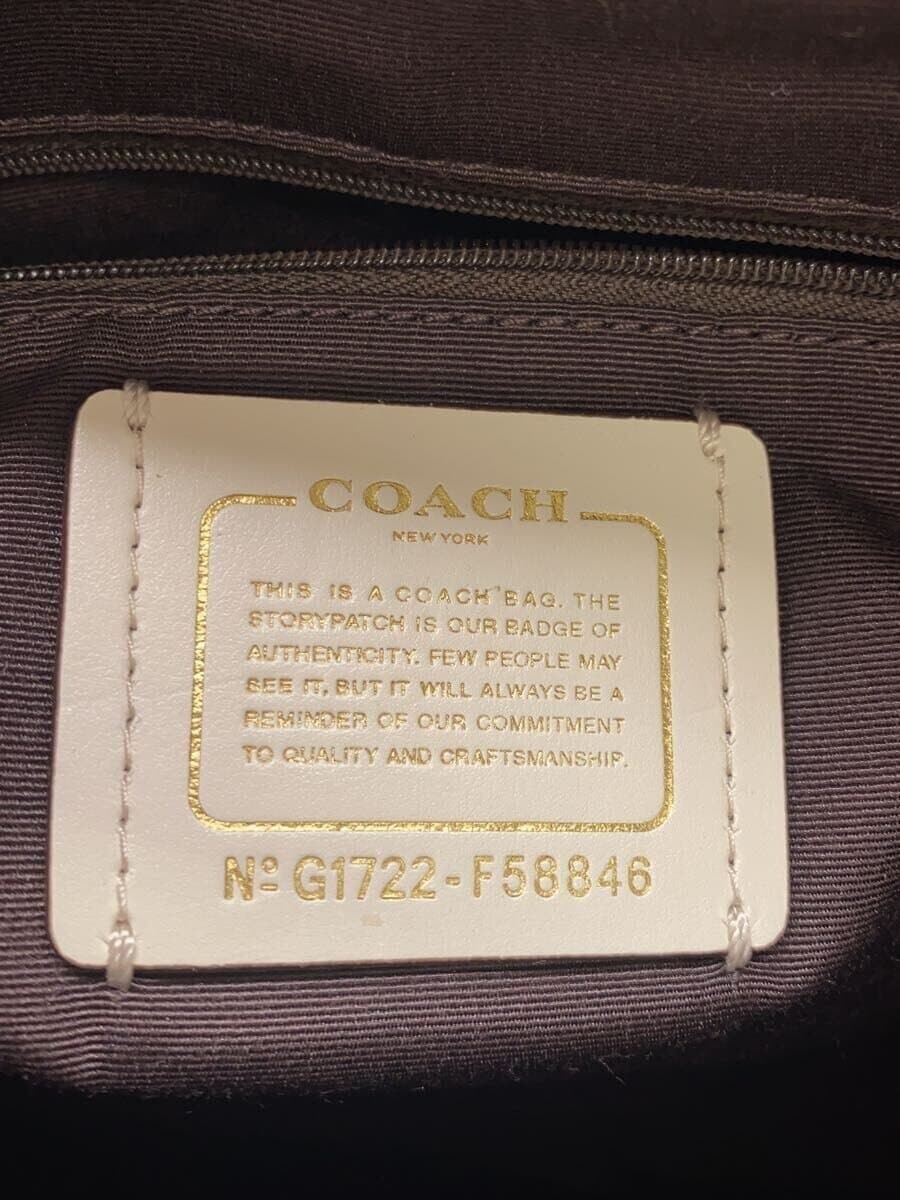 COACH
NEW YORK
THIS IS A COACH BAG. THE
STORYPATCH IS OUR BADGE OF
AUTHENTICITY. FEW PEOPLE MAY
SEE IT, BUT IT WILL ALWAYS BE A
REMINDER OF OUR COMMITMENT
TO QUALITY AND CRAFTSMANSHIP.
Nº G1722-F58846